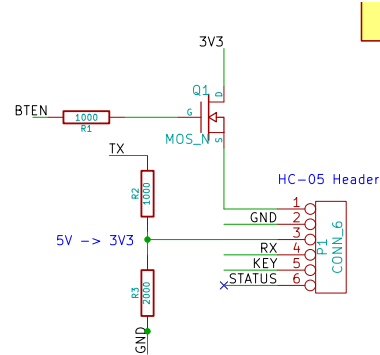 3V3
Q1
D
BTEN
1000
R1
G
MOS_N
S
TX
R2
1000
HC-05 Header
1
GND
2
5V -> 3V3
3
RX
4
KEY
5
STATUS
6
P1
CONN_6
R3
2000
GND